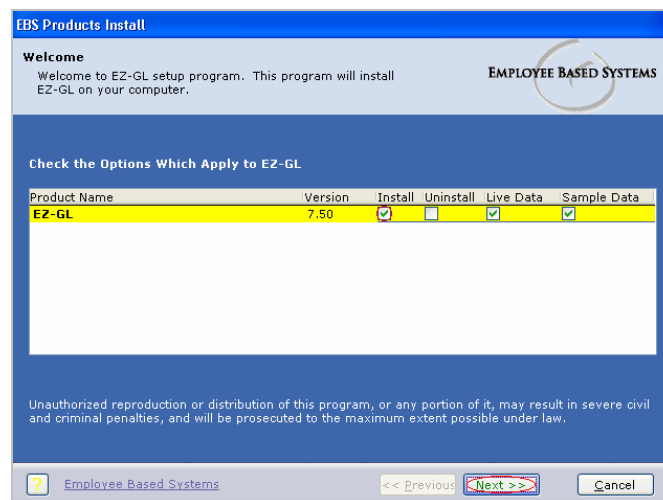 EBS Products Install
Welcome
Welcome to EZ-GL setup program. This program will install
EZ-GL on your computer.
EMPLOYEE BASED SYSTEMS
Check the Options Which Apply to EZ-GL
Product Name Version Install Uninstall Live Data Sample Data
EZ-GL 7.50
Unauthorized reproduction or distribution of this program, or any portion of it, may result in severe civil
and criminal penalties, and will be prosecuted to the maximum extent possible under law.
? Employee Based Systems << Previous Next >> Cancel